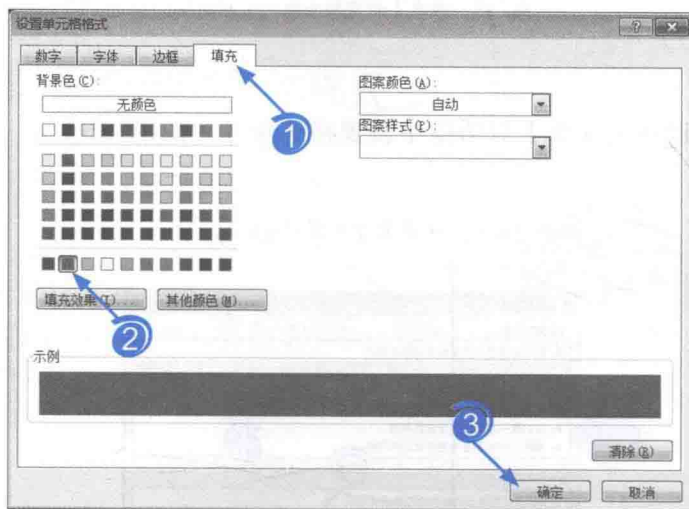 设置单元格格式
数字 字体 边框 填充
背景色(C):
无颜色
图案颜色(A):
自动
图案样式(P):
1
填充效果(I)... 其他颜色(M)...
2
示例
3
清除(R)
确定 取消